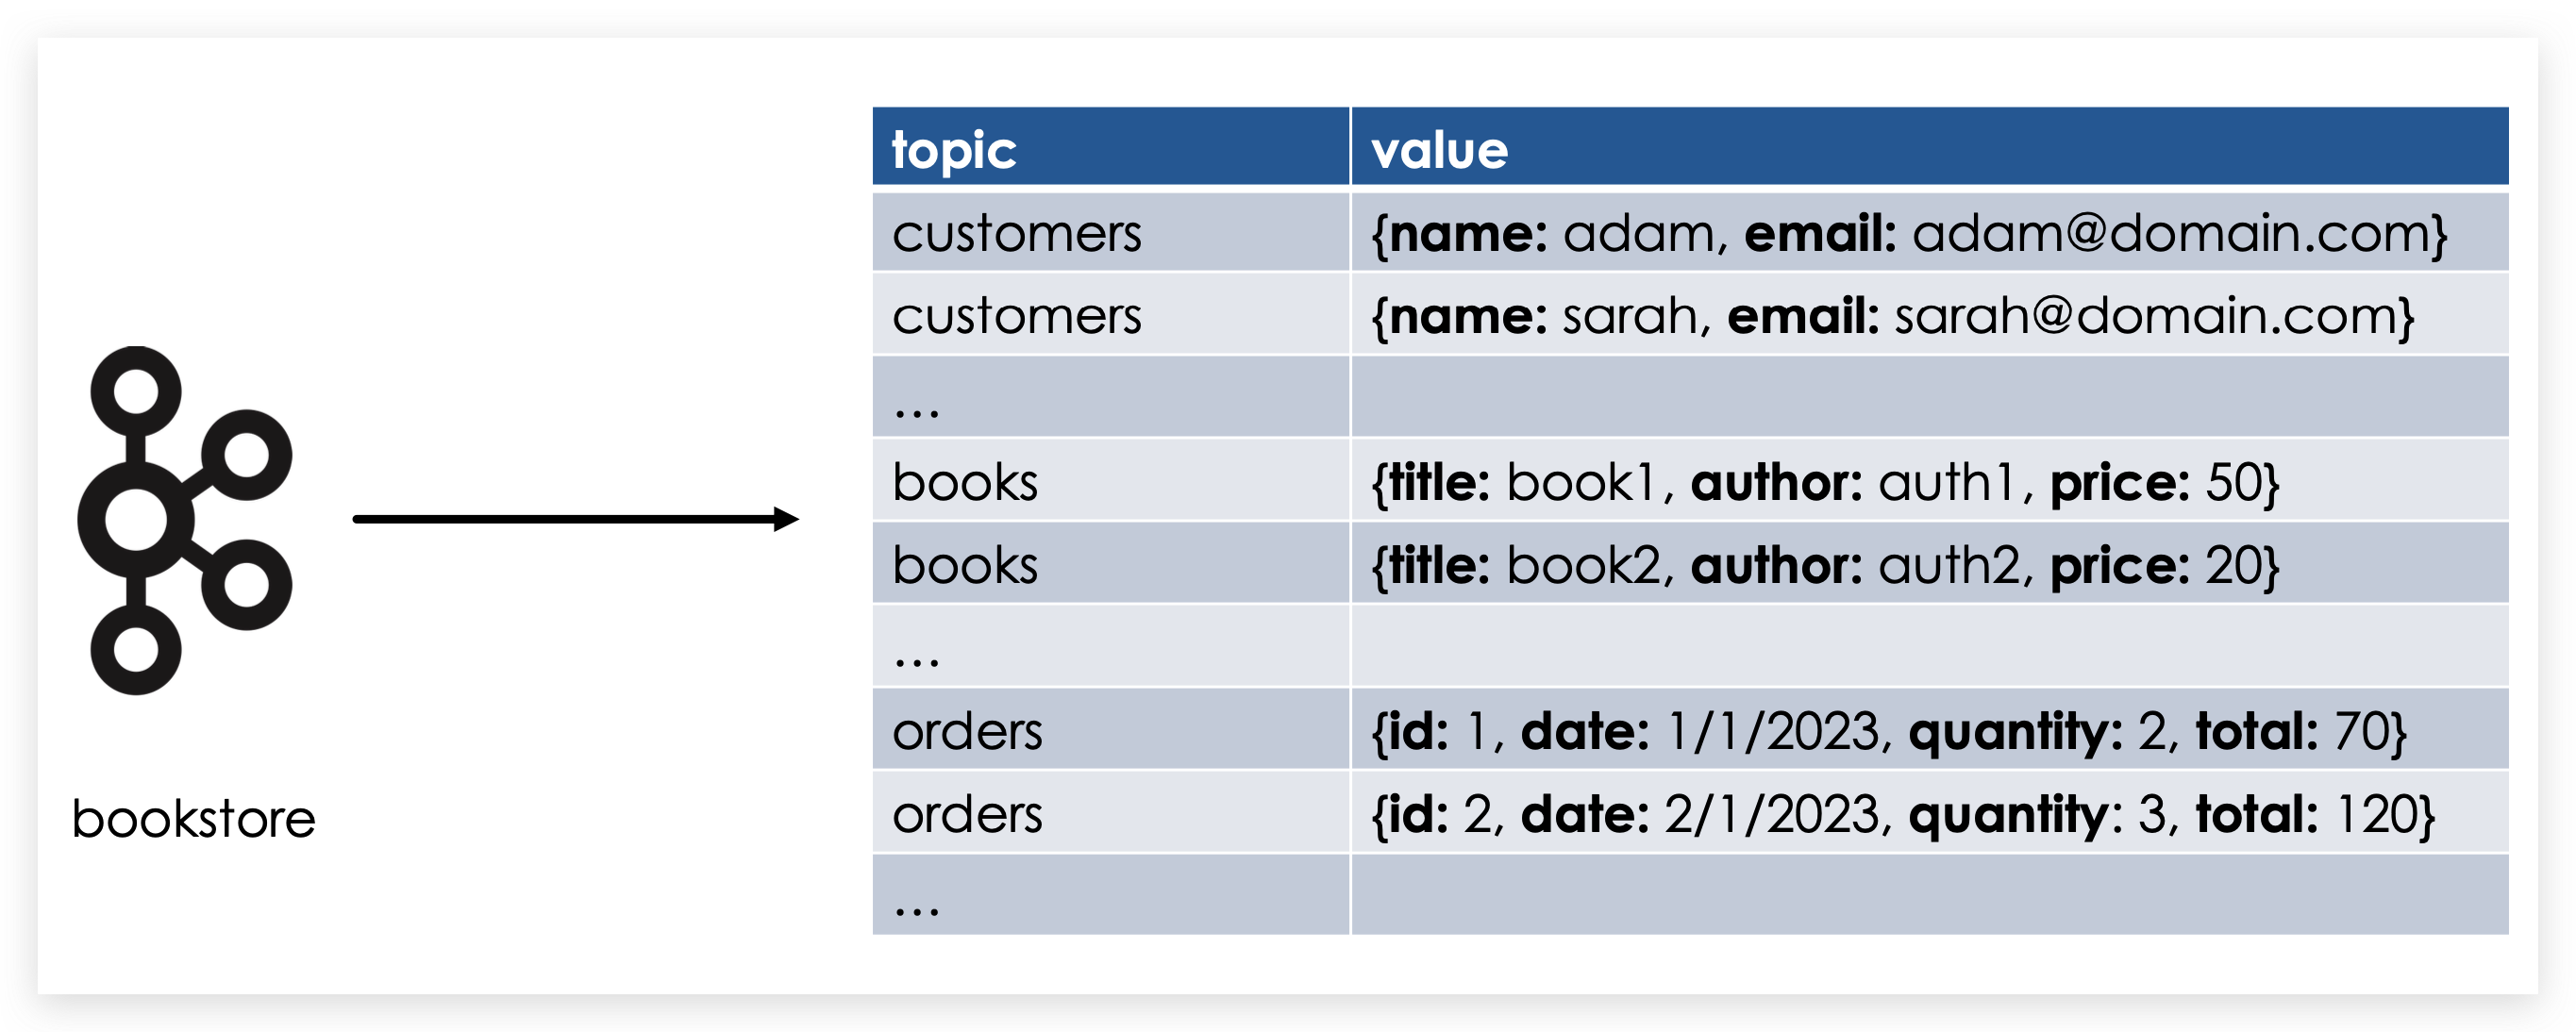 topic value
customers {name: adam, email: adam@domain.com}
customers {name: sarah, email: sarah@domain.com}
...
books {title: book1, author: auth1, price: 50}
books {title: book2, author: auth2, price: 20}
...
orders {id: 1, date: 1/1/2023, quantity: 2, total: 70}
orders {id: 2, date: 2/1/2023, quantity: 3, total: 120}
...
bookstore